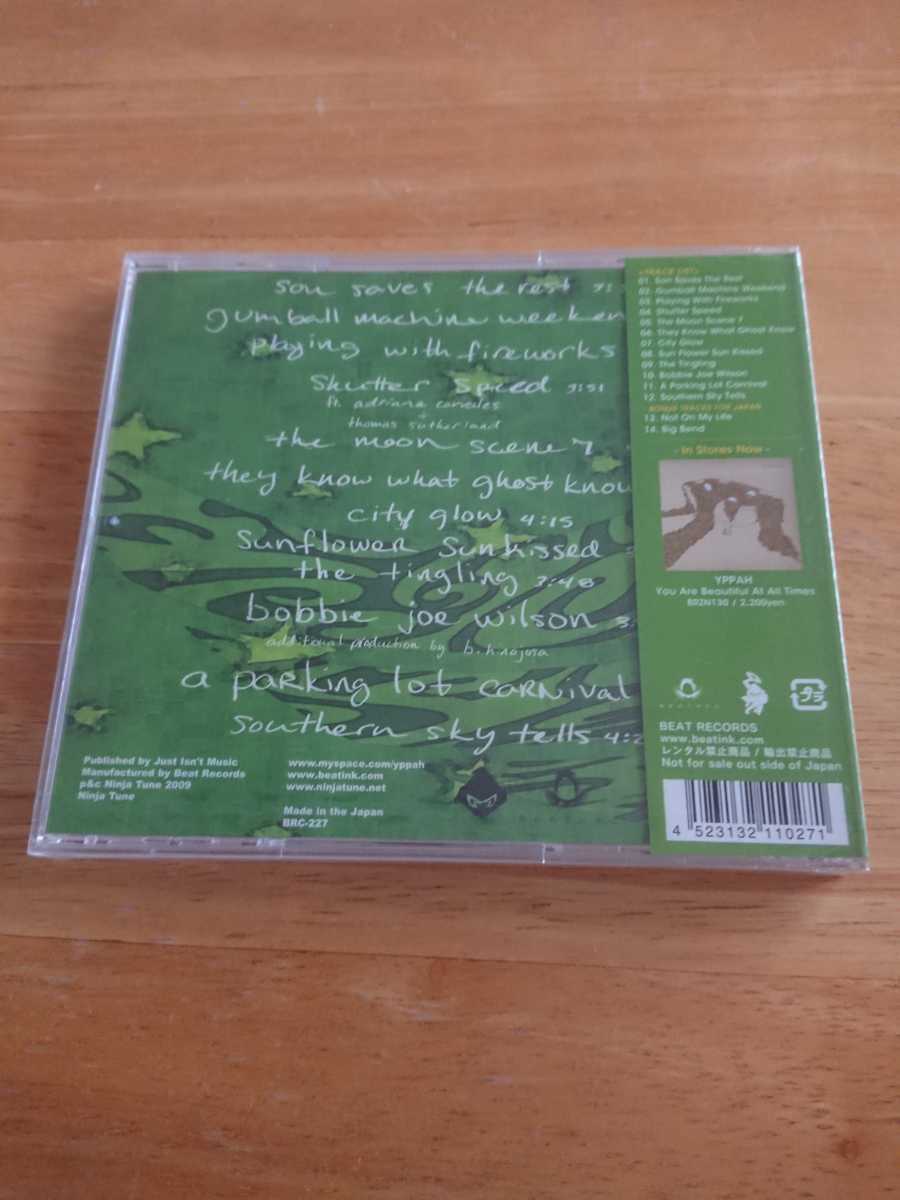 son saves the rest
gumball machine weeken
playing with fireworks
Shutter Speed 3:51
ft. adriana
thomas sutherland
the moon scene 7
they know what ghost know
city glow 4:15
Sunflower Sunkissed
the tingling 3:48
bobbie joe wilson
additional production by b. hinojosa
a parking lot carnival
southern sky tells 4:2
Published by Just Isn't Music
Manufactured by Beat Records
p&c Ninja Tune 2009
Ninja Tune
www.myspace.com/yppah
www.beatink.com
www.ninjatune.net
Made in the Japan
BRC-227
<TRACK LIST>
01. Son Saves The Rest
02. Gumball Machine Weekend
03. Playing With Fireworks
04. Shutter Speed
05. The Moon Scene 7
06. They Know What Ghost Know
07. City Glow
08. Sun Flower Sun Kissed
09. The Tingling
10. Bobbie Joe Wilson
11. A Parking Lot Carnival
12. Southern Sky Tells
BONUS TRACKS FOR JAPAN
13. Not On My Life
14. Big Bend
- In Stores Now -
YPPAH
You Are Beautiful At All Times
BRZN130 / 2,200yen
BEAT RECORDS
www.beatink.com
レンタル禁止商品 / 輸出禁止商品
Not for sale out side of Japan
4 523132 110271